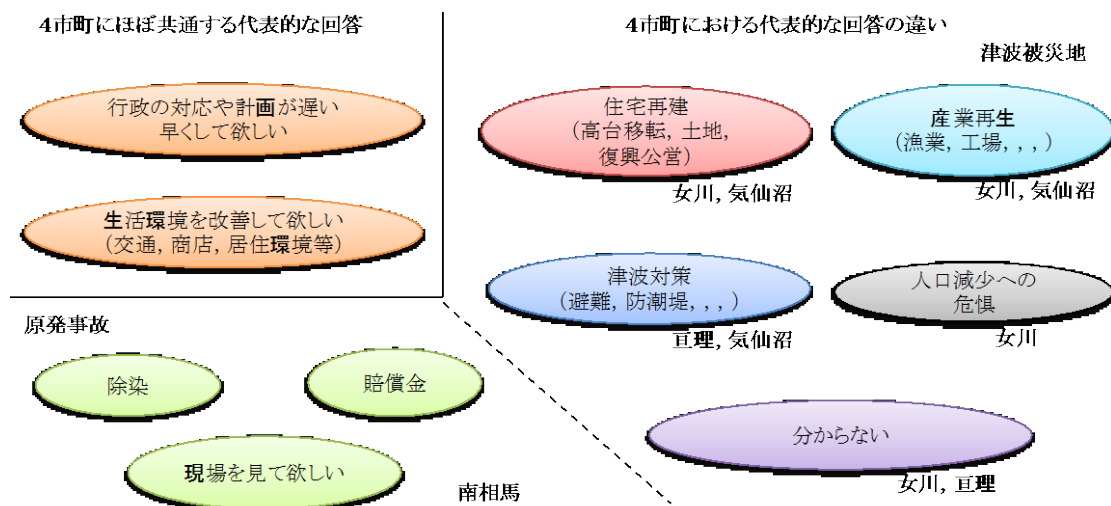 4市町にほぼ共通する代表的な回答
行政の対応や計画が遅い
早くして欲しい
生活環境を改善して欲しい
(交通, 商店, 居住環境等)
4市町における代表的な回答の違い
津波被災地
住宅再建
(高台移転, 土地,
復興公営)
女川, 気仙沼
産業再生
(漁業, 工場, , , )
女川, 気仙沼
津波対策
(避難, 防潮堤, , , )
亘理, 気仙沼
人口減少への
危惧
女川
分からない
女川, 亘理
原発事故
除染
賠償金
現場を見て欲しい
南相馬